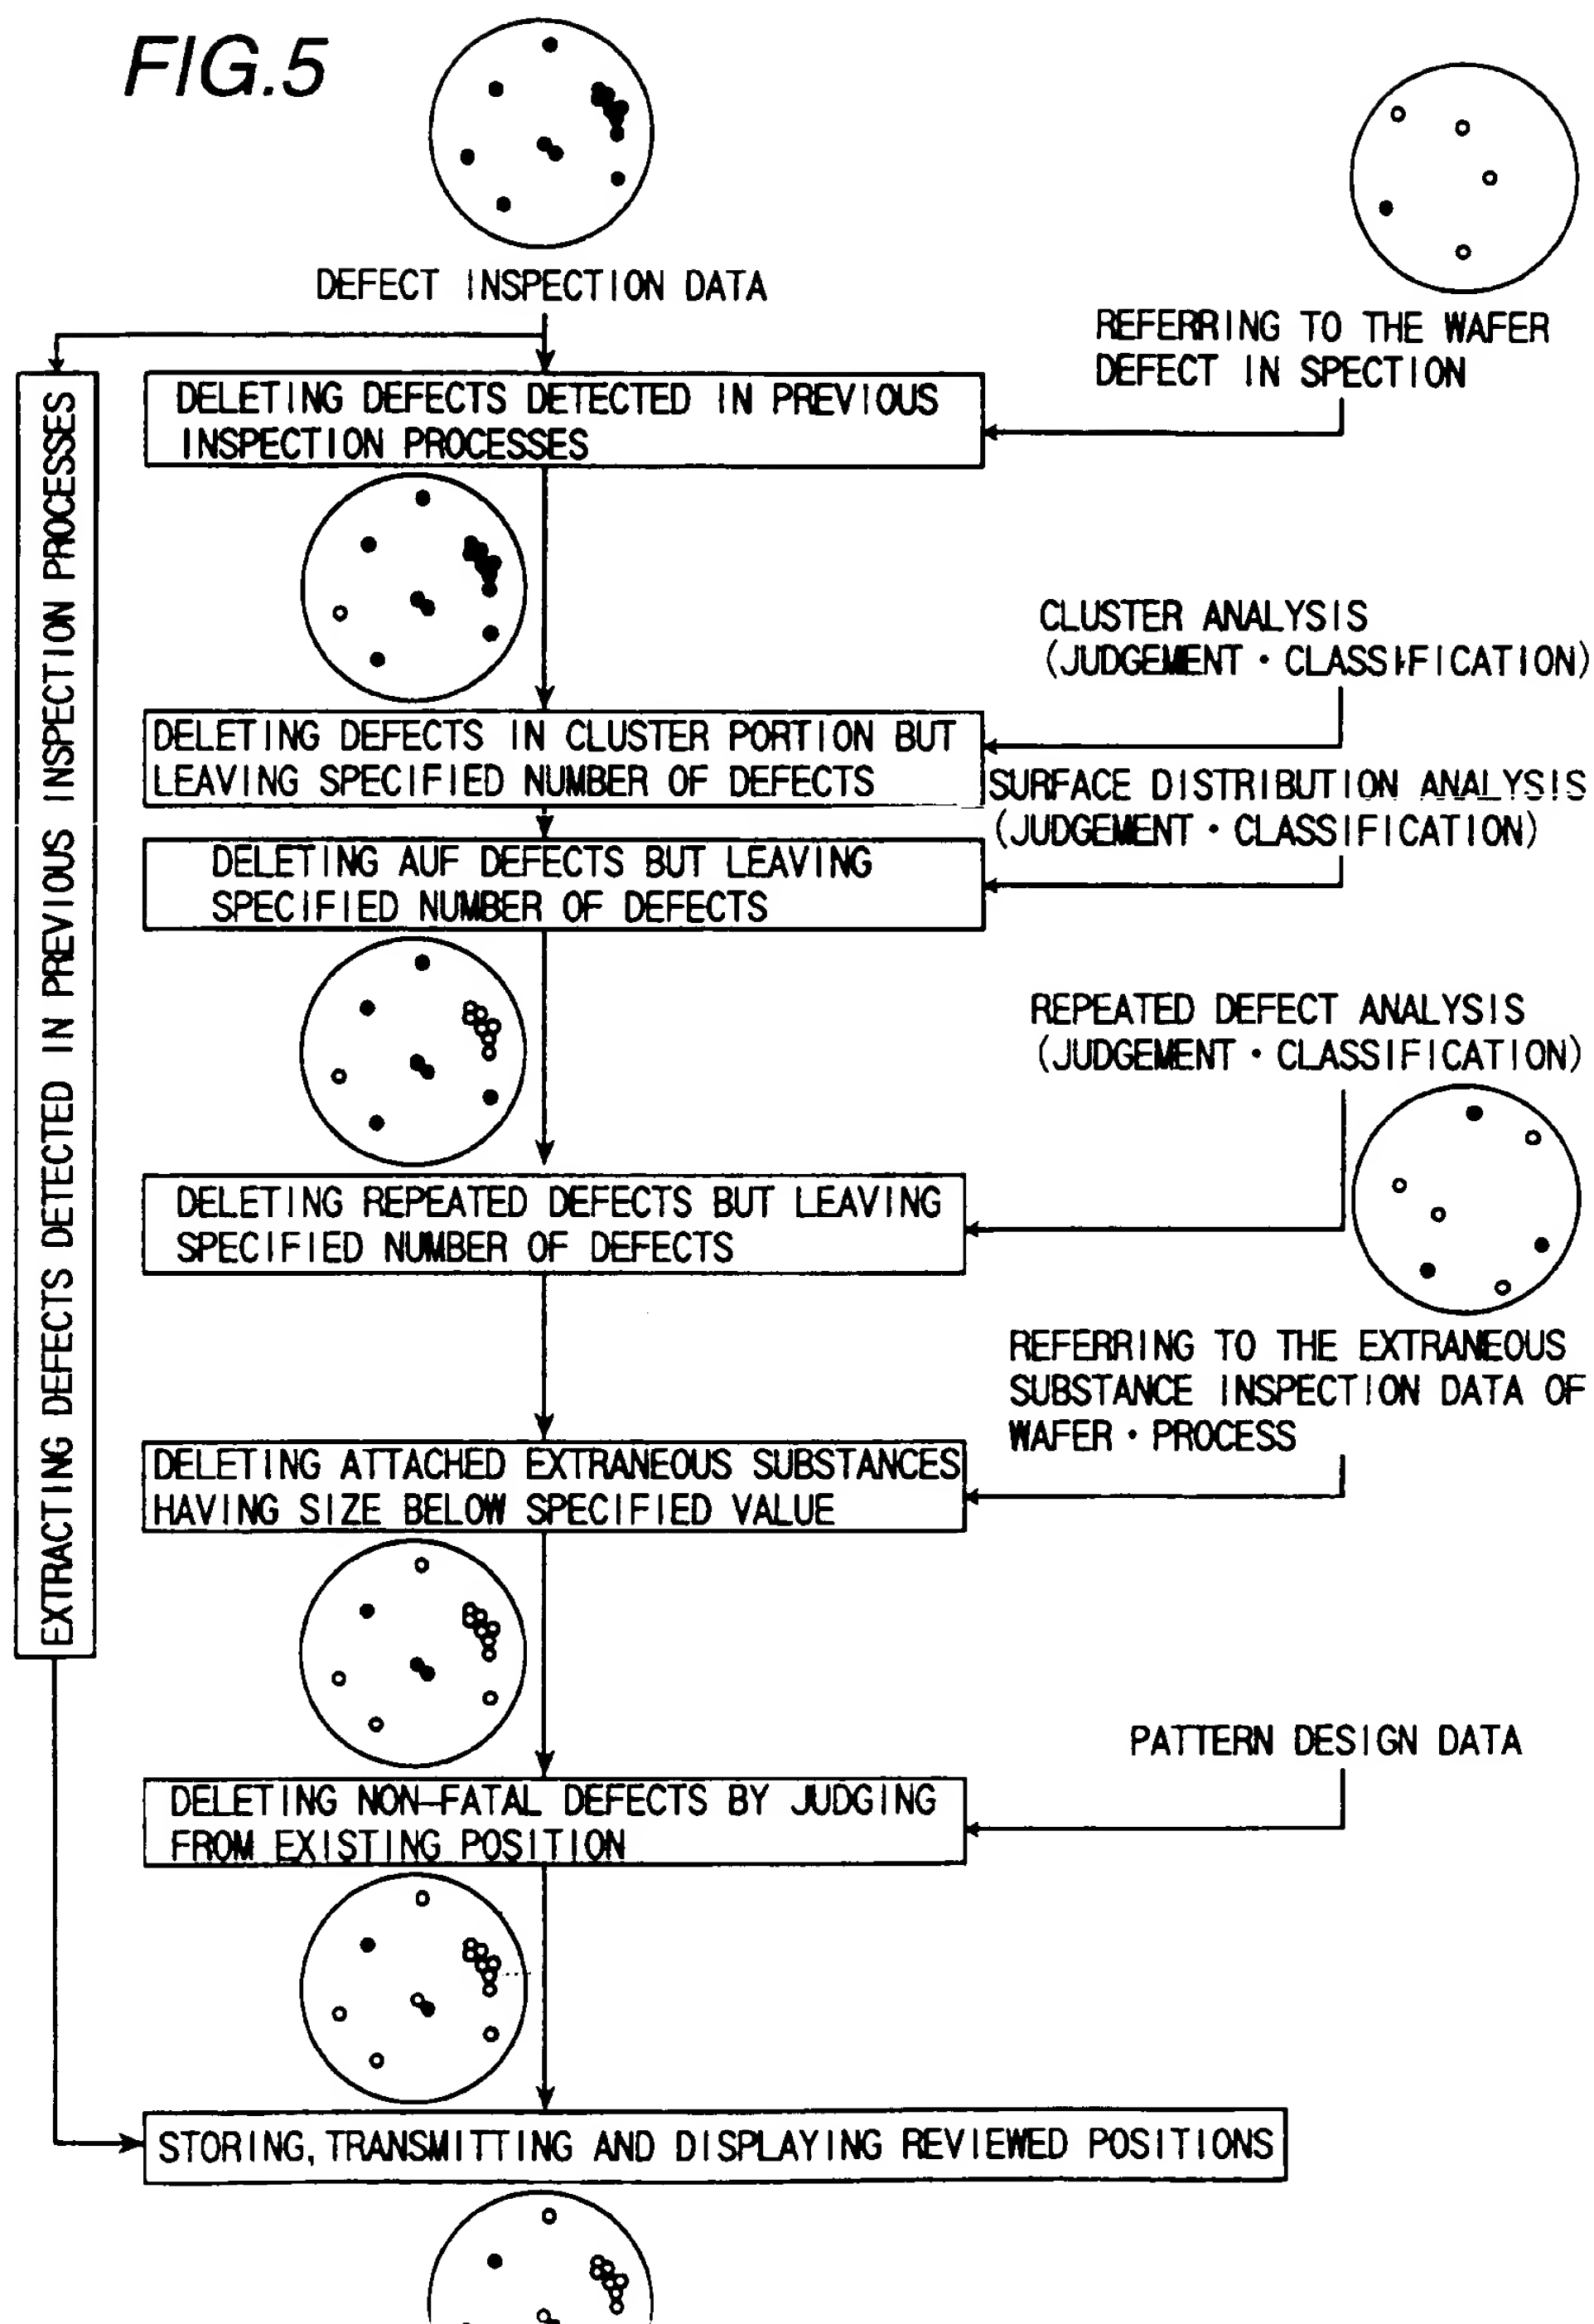 FIG.5
DEFECT INSPECTION DATA
REFERRING TO THE WAFER
DEFECT IN SPECTION
EXTRACTING DEFECTS DETECTED IN PREVIOUS INSPECTION PROCESSES
DELETING DEFECTS DETECTED IN PREVIOUS
INSPECTION PROCESSES
CLUSTER ANALYSIS
(JUDGEMENT・CLASSIFICATION)
DELETING DEFECTS IN CLUSTER PORTION BUT
LEAVING SPECIFIED NUMBER OF DEFECTS
SURFACE DISTRIBUTION ANALYSIS
(JUDGEMENT・CLASSIFICATION)
DELETING AUF DEFECTS BUT LEAVING
SPECIFIED NUMBER OF DEFECTS
REPEATED DEFECT ANALYSIS
(JUDGEMENT・CLASSIFICATION)
DELETING REPEATED DEFECTS BUT LEAVING
SPECIFIED NUMBER OF DEFECTS
REFERRING TO THE EXTRANEOUS
SUBSTANCE INSPECTION DATA OF
WAFER・PROCESS
DELETING ATTACHED EXTRANEOUS SUBSTANCES
HAVING SIZE BELOW SPECIFIED VALUE
PATTERN DESIGN DATA
DELETING NON-FATAL DEFECTS BY JUDGING
FROM EXISTING POSITION
STORING, TRANSMITTING AND DISPLAYING REVIEWED POSITIONS